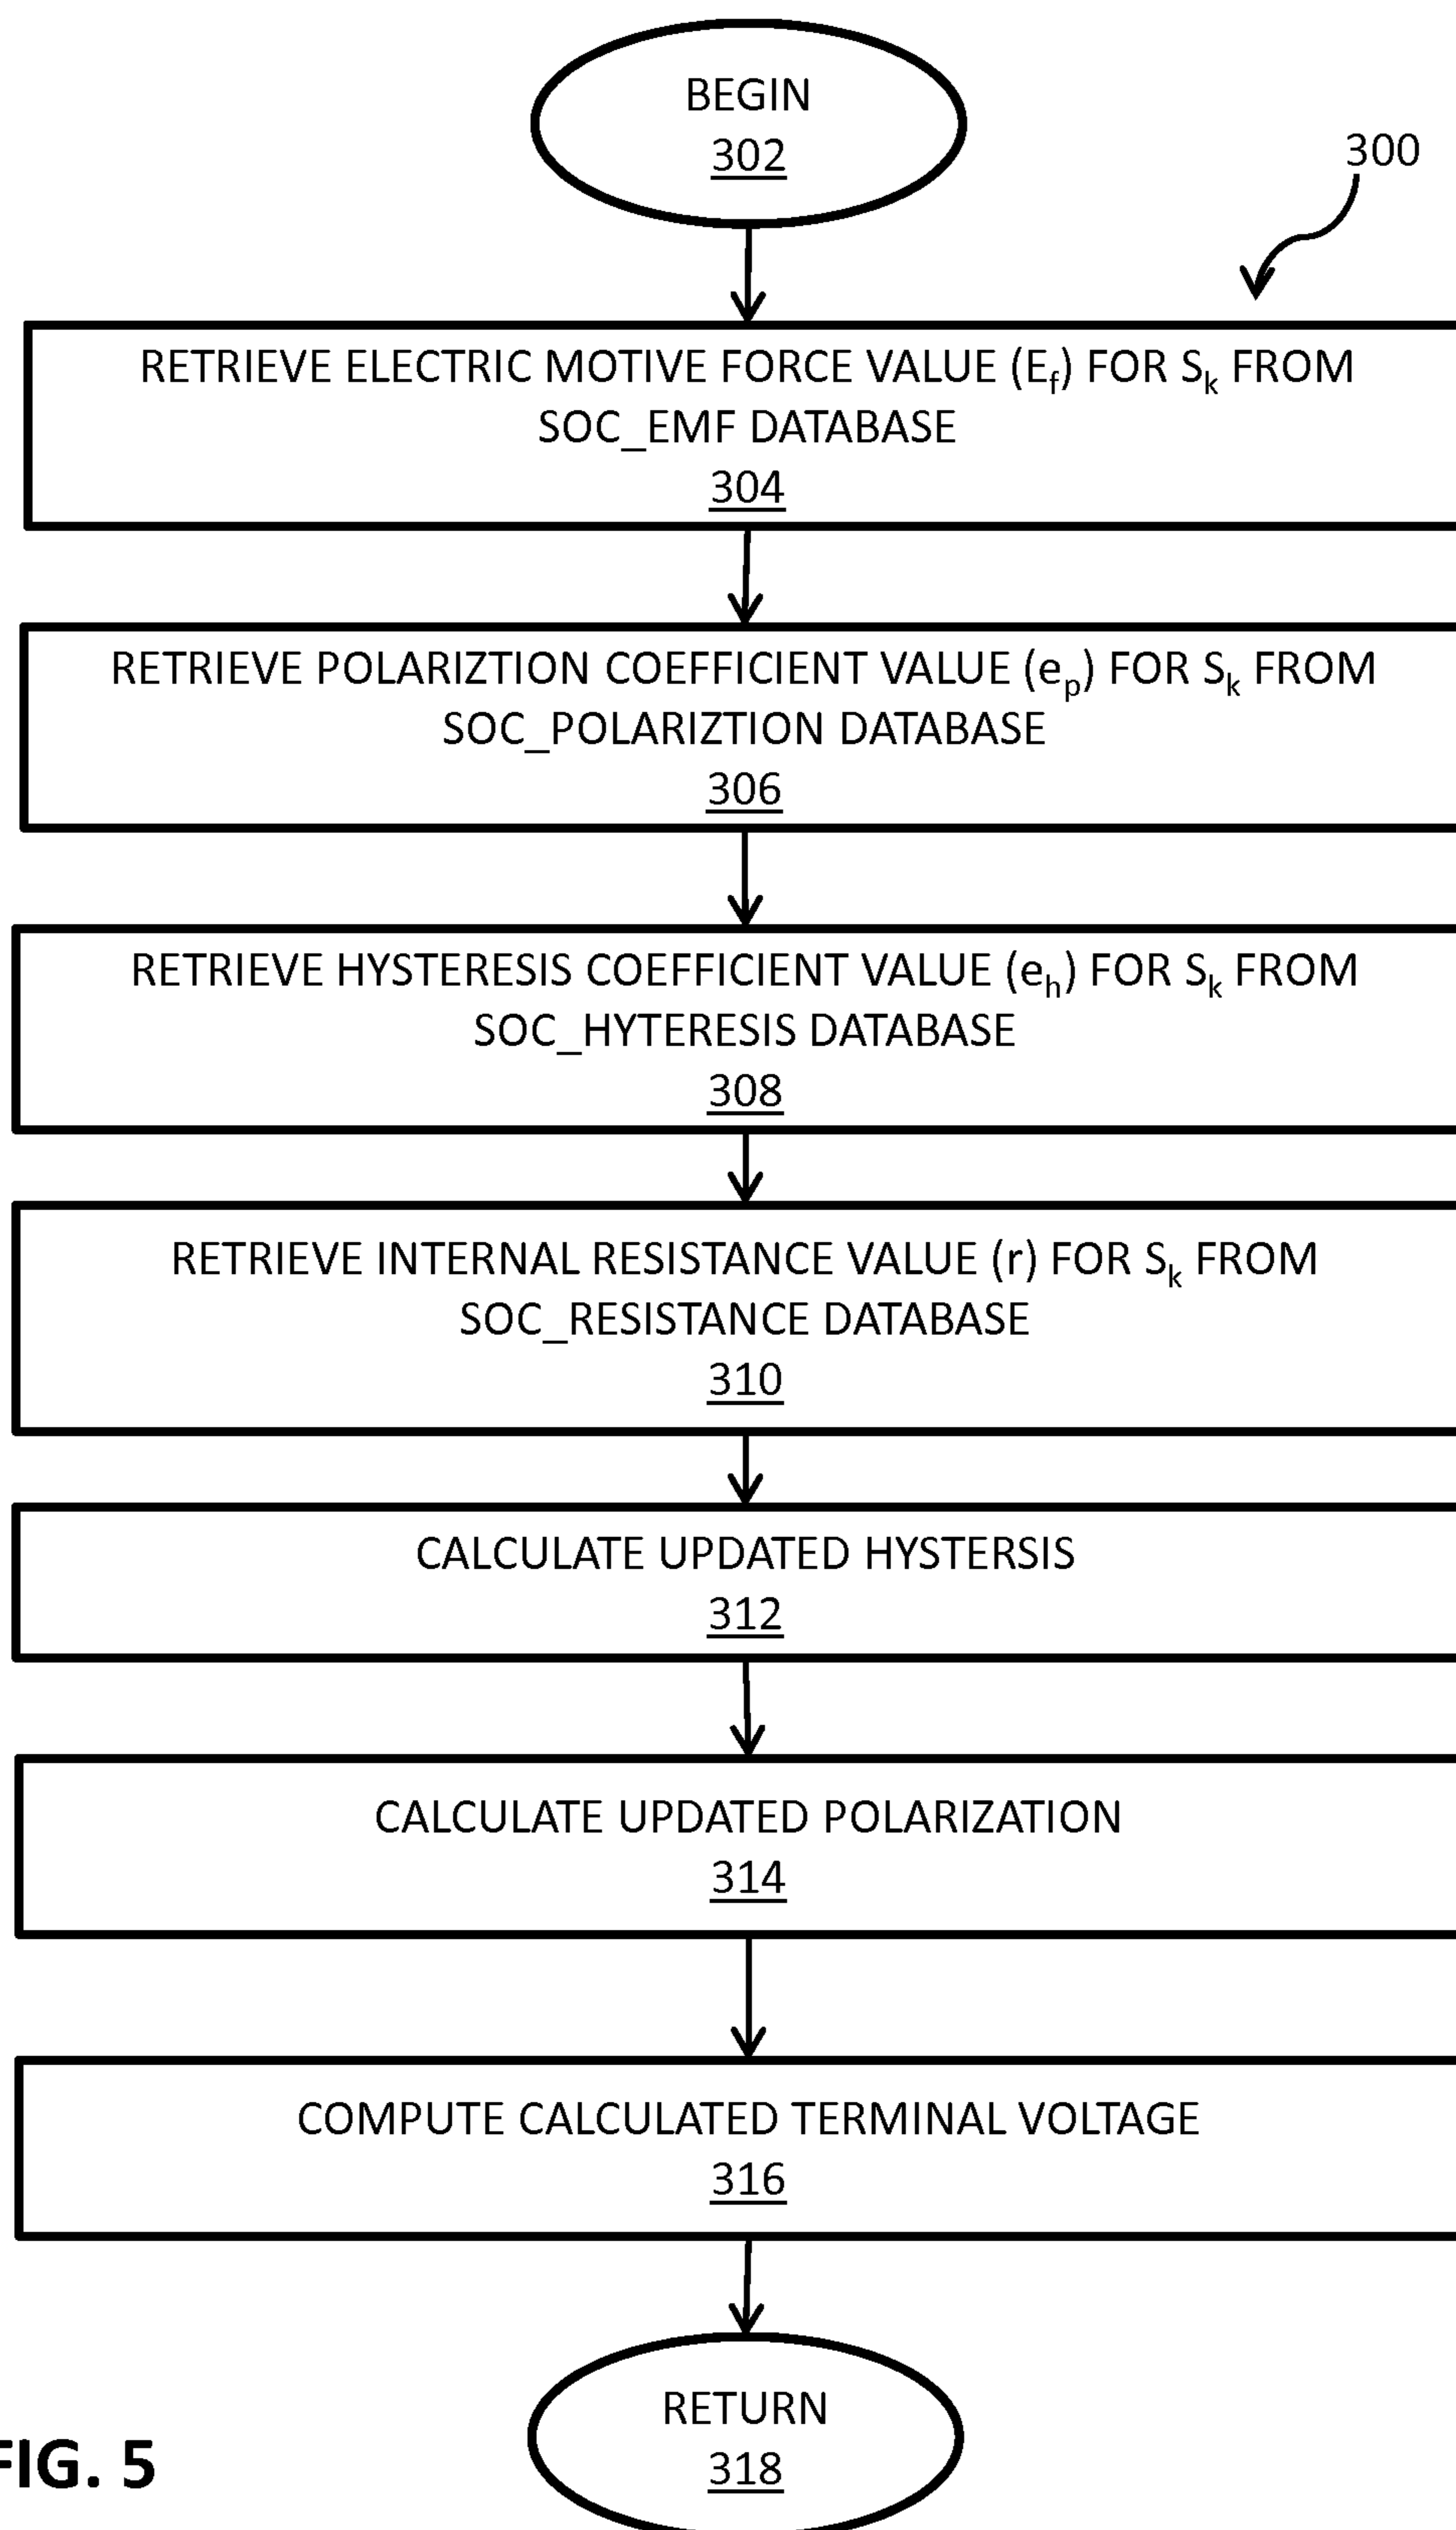 BEGIN
302
300
RETRIEVE ELECTRIC MOTIVE FORCE VALUE (Ef) FOR Sk FROM
SOC_EMF DATABASE
304
RETRIEVE POLARIZTION COEFFICIENT VALUE (ep) FOR Sk FROM
SOC_POLARIZTION DATABASE
306
RETRIEVE HYSTERESIS COEFFICIENT VALUE (eh) FOR Sk FROM
SOC_HYTERESIS DATABASE
308
RETRIEVE INTERNAL RESISTANCE VALUE (r) FOR Sk FROM
SOC_RESISTANCE DATABASE
310
CALCULATE UPDATED HYSTERSIS
312
CALCULATE UPDATED POLARIZATION
314
COMPUTE CALCULATED TERMINAL VOLTAGE
316
RETURN
318
FIG. 5